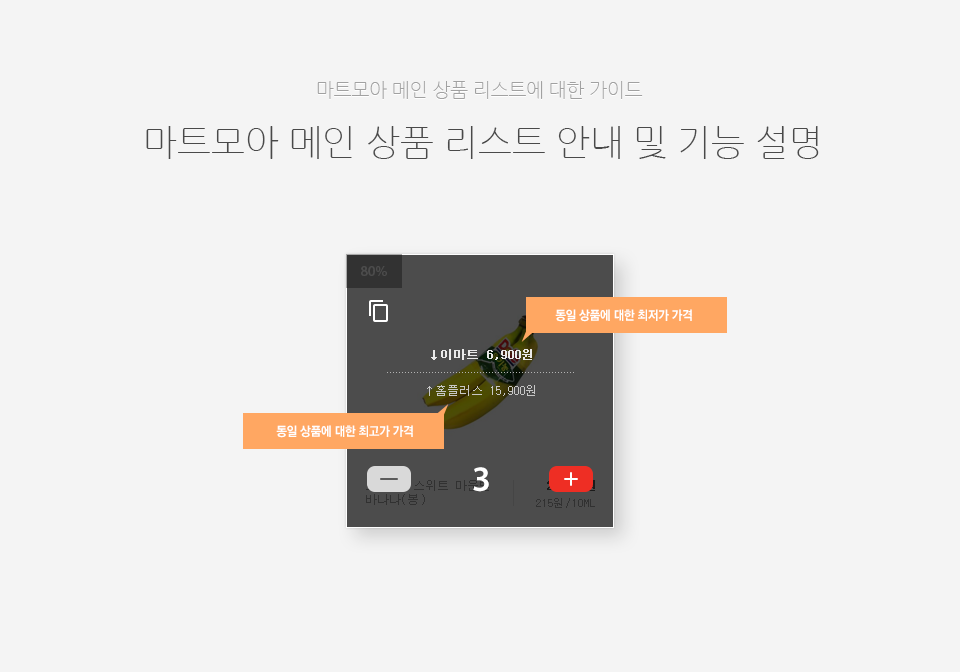 마트모아 메인 상품 리스트에 대한 가이드
마트모아 메인 상품 리스트 안내 및 기능 설명
80%
동일 상품에 대한 최저가 가격
↓이마트 6,900원
↑홈플러스 15,900원
동일 상품에 대한 최고가 가격
3
스위트 마운
바나나(봉)
215원/10ML